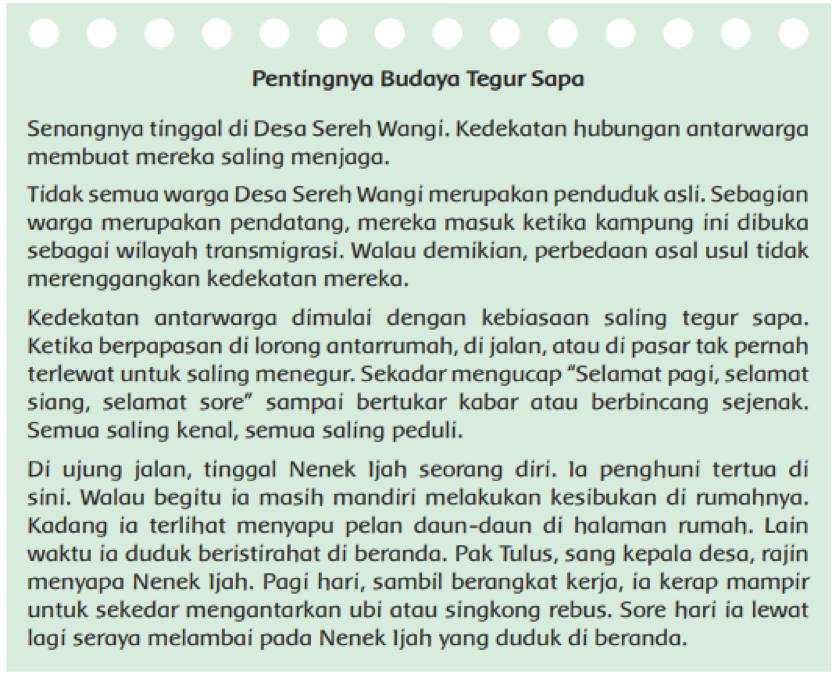 Pentingnya Budaya Tegur Sapa
Senangnya tinggal di Desa Sereh Wangi. Kedekatan hubungan antarwarga
membuat mereka saling menjaga.
Tidak semua warga Desa Sereh Wangi merupakan penduduk asli. Sebagian
warga merupakan pendatang, mereka masuk ketika kampung ini dibuka
sebagai wilayah transmigrasi. Walau demikian, perbedaan asal usul tidak
merenggangkan kedekatan mereka.
Kedekatan antarwarga dimulai dengan kebiasaan saling tegur sapa.
Ketika berpapasan di lorong antarrumah, di jalan, atau di pasar tak pernah
terlewat untuk saling menegur. Sekadar mengucap “Selamat pagi, selamat
siang, selamat sore” sampai bertukar kabar atau berbincang sejenak.
Semua saling kenal, semua saling peduli.
Di ujung jalan, tinggal Nenek Ijah seorang diri. Ia penghuni tertua di
sini. Walau begitu ia masih mandiri melakukan kesibukan di rumahnya.
Kadang ia terlihat menyapu pelan daun-daun di halaman rumah. Lain
waktu ia duduk beristirahat di beranda. Pak Tulus, sang kepala desa, rajin
menyapa Nenek Ijah. Pagi hari, sambil berangkat kerja, ia kerap mampir
untuk sekedar mengantarkan ubi atau singkong rebus. Sore hari ia lewat
lagi seraya melambai pada Nenek Ijah yang duduk di beranda.